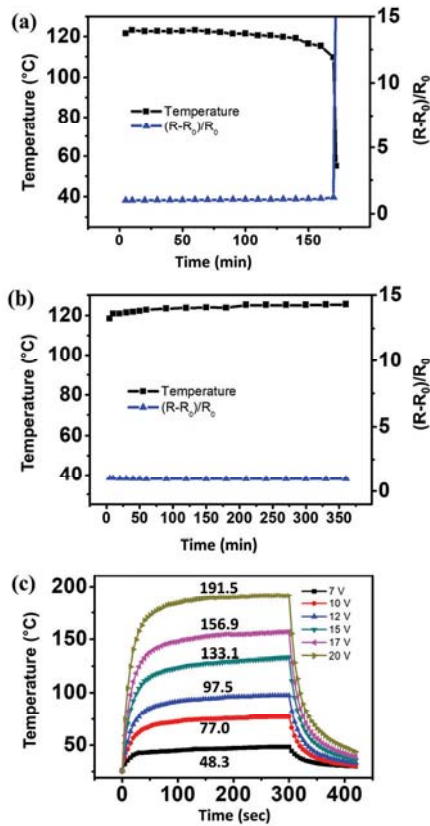 (a)
120
100
80
60
40
15
10
5
0
Temperature (°C)
(R-R0)/R0
Temperature
(R-R0)/R0
0 50 100 150
Time (min)
(b)
120
100
80
60
40
15
10
5
0
Temperature (°C)
(R-R0)/R0
Temperature
(R-R0)/R0
0 50 100 150 200 250 300 350
Time (min)
(c)
200
150
100
50
Temperature (°C)
191.5
156.9
133.1
97.5
77.0
48.3
7 V
10 V
12 V
15 V
17 V
20 V
0 100 200 300 400
Time (sec)